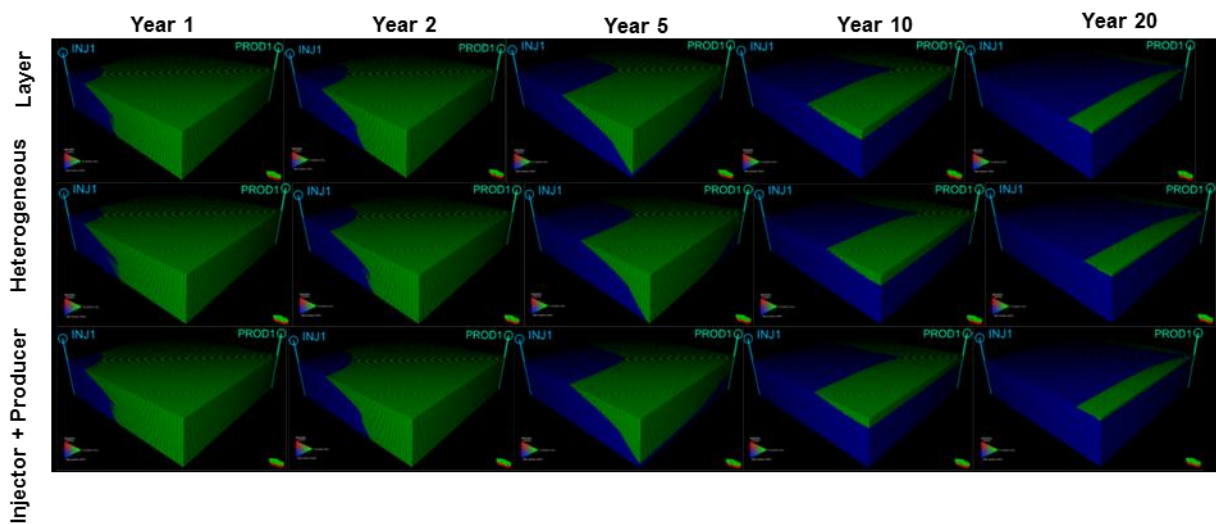 Year 1 Year 2 Year 5 Year 10 Year 20
Layer
INJ1 PROD1 INJ1 PROD1 INJ1 PROD1 INJ1 PROD1 INJ1 PROD1
Heterogeneous
INJ1 PROD1 INJ1 PROD1 INJ1 PROD1 INJ1 PROD1 INJ1 PROD1
Injector + Producer
INJ1 PROD1 INJ1 PROD1 INJ1 PROD1 INJ1 PROD1 INJ1 PROD1